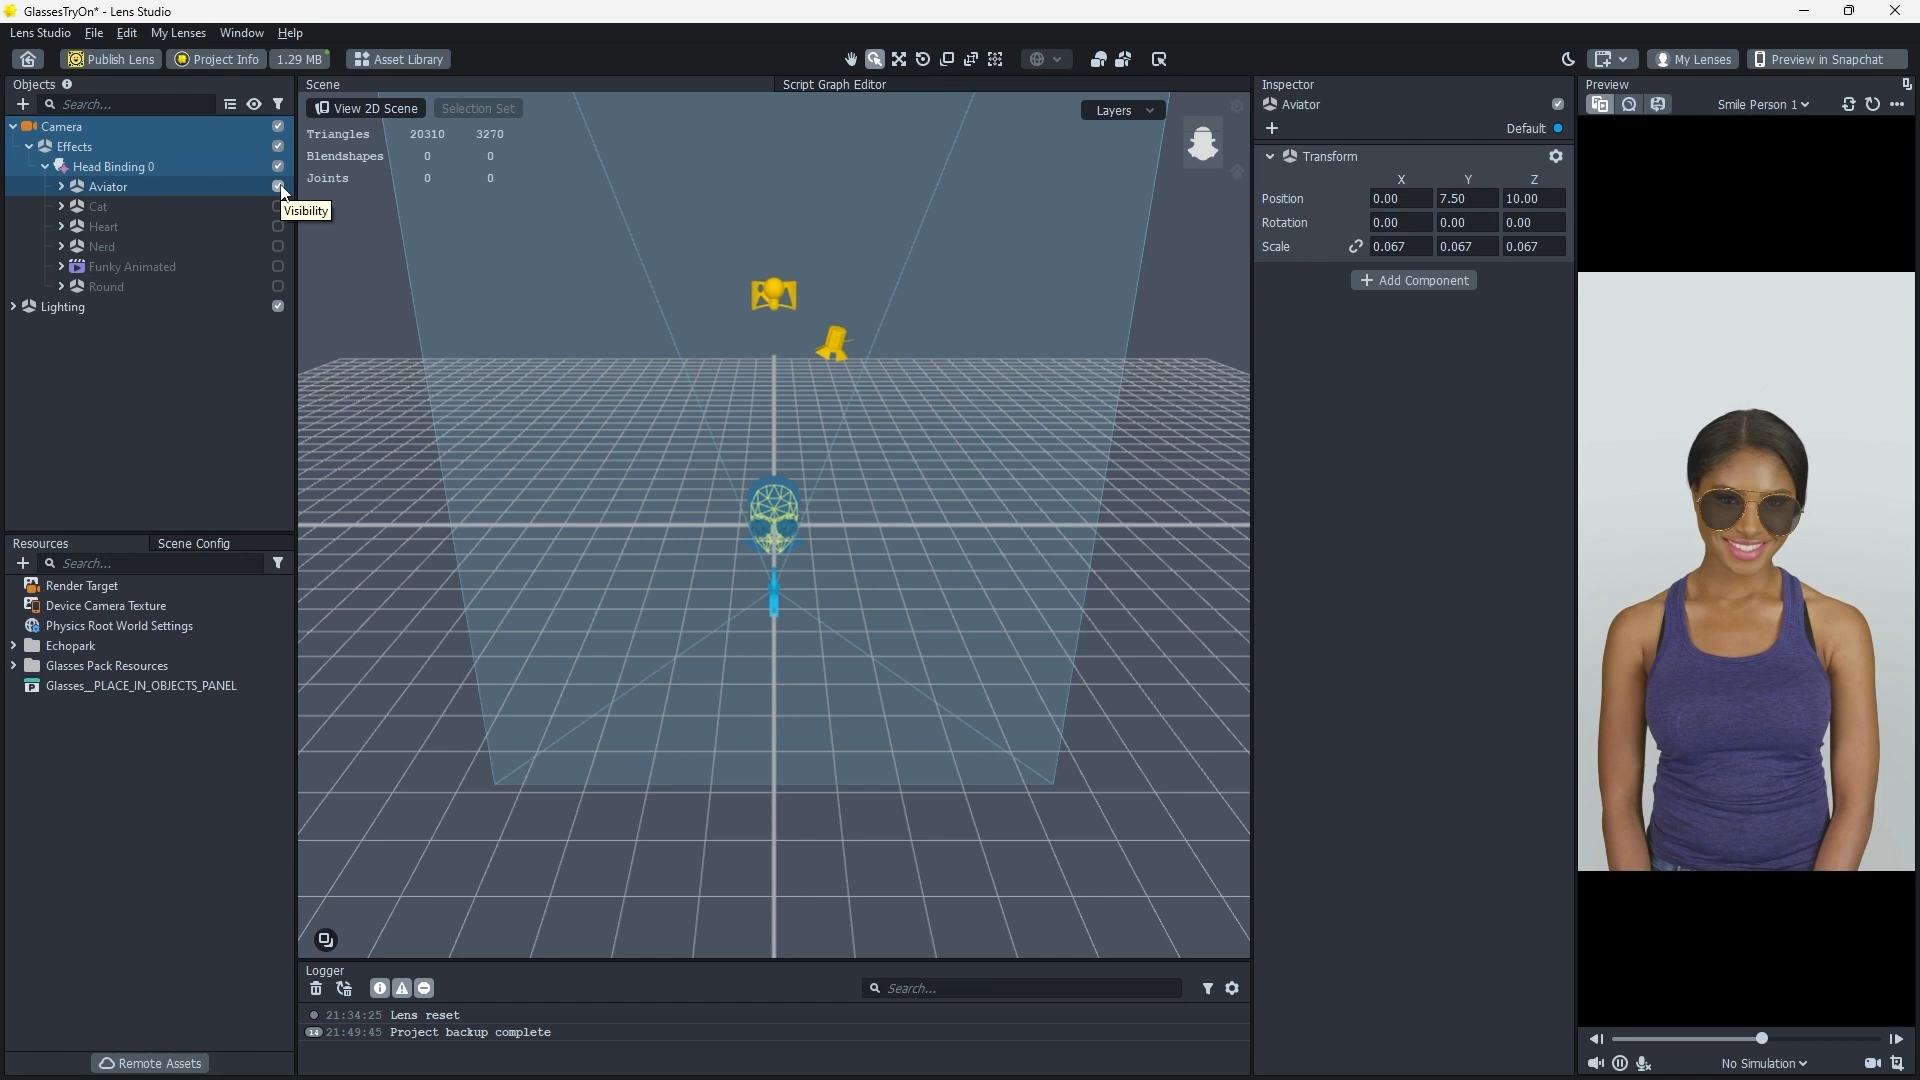 GlassesTryOn* - Lens Studio
Lens Studio File Edit My Lenses Window Help
Publish Lens Project Info 1.29 MB Asset Library My Lenses Preview in Snapchat
Objects
Search...
Camera
Effects
Head Binding 0
Aviator
Cat
Heart
Nerd
Funky Animated
Round
Lighting
Visibility
Resources Scene Config
Search...
Render Target
Device Camera Texture
Physics Root World Settings
Echopark
Glasses Pack Resources
Glasses__PLACE_IN_OBJECTS_PANEL
Remote Assets
Scene Script Graph Editor
View 2D Scene Selection Set Layers
Triangles 20310 3270
Blendshapes 0 0
Joints 0 0
Logger
Search...
21:34:25 Lens reset
14 21:49:45 Project backup complete
Inspector
Aviator
Default
Transform
X Y Z
Position 0.00 7.50 10.00
Rotation 0.00 0.00 0.00
Scale 0.067 0.067 0.067
Add Component
Preview
Smile Person 1
No Simulation